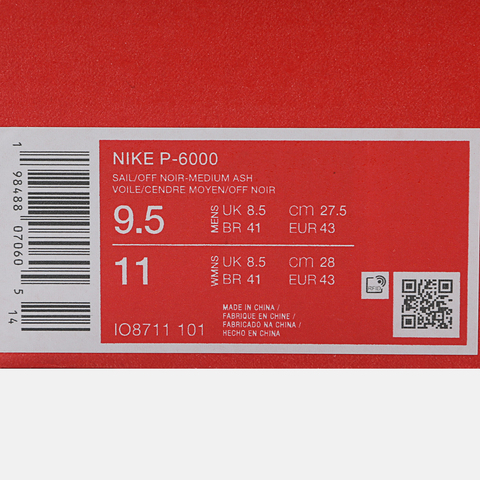 NIKE P-6000
SAIL/OFF NOIR-MEDIUM ASH
VOILE/CENDRE MOYEN/OFF NOIR
9.5 MENS UK 8.5 CM 27.5
BR 41 EUR 43
11 WMNS UK 8.5 CM 28
BR 41 EUR 43
RFID
MADE IN CHINA /
FABRIQUE EN CHINE /
FABRICADO NA CHINA /
HECHO EN CHINA
IO8711 101
1 98488 07060 5 14